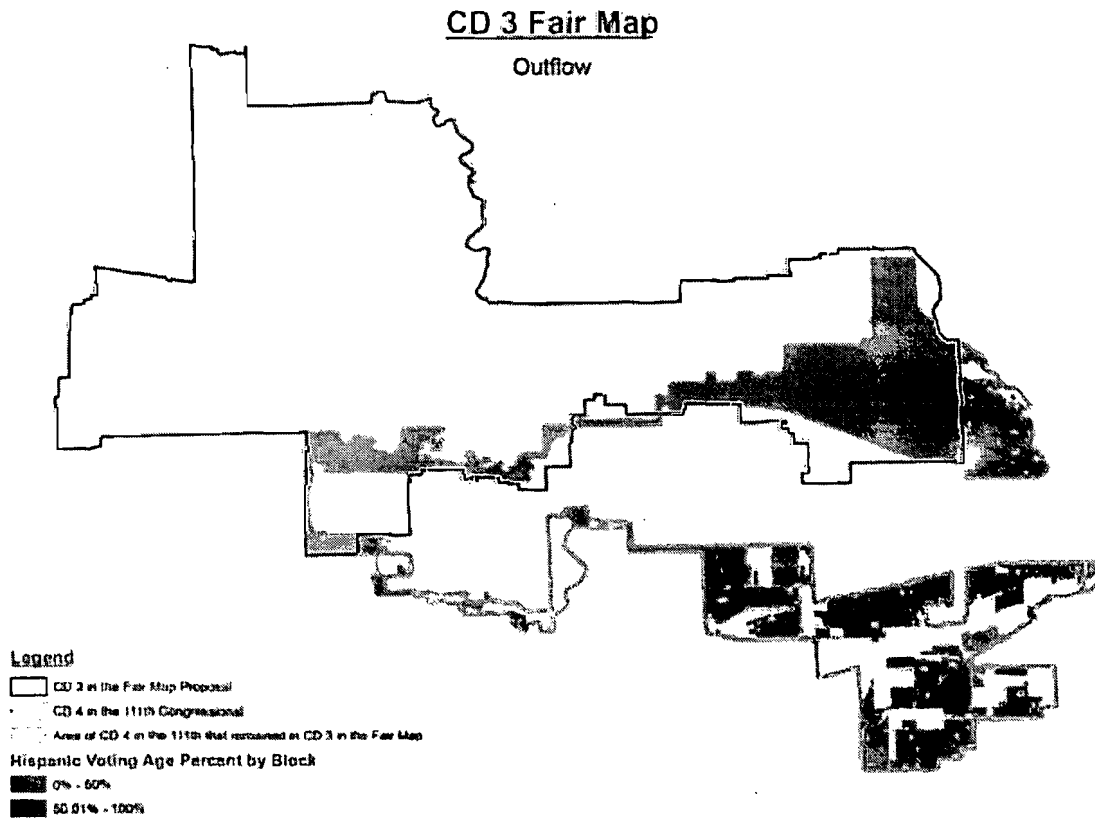 CD 3 Fair Map
Outflow
Legend
CD 3 in the Fair Map Proposal
CD 4 in the 111th Congressional
Area of CD 4 in the 111th that remained in CD 3 in the Fair Map
Hispanic Voting Age Percent by Block
0% - 50%
50.01% - 100%